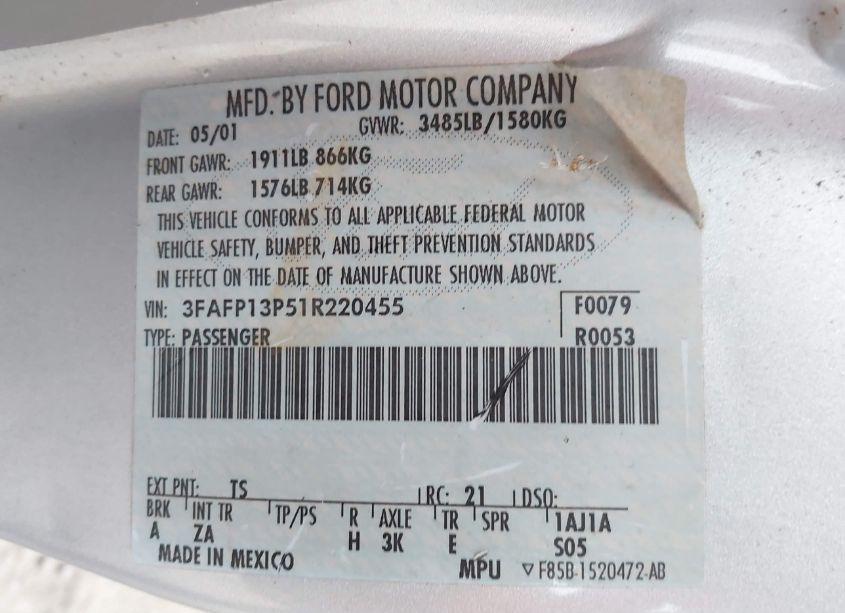 MFD. BY FORD MOTOR COMPANY
DATE: 05/01 GVWR: 3485LB/1580KG
FRONT GAWR: 1911LB 866KG
REAR GAWR: 1576LB 714KG
THIS VEHICLE CONFORMS TO ALL APPLICABLE FEDERAL MOTOR
VEHICLE SAFETY, BUMPER, AND THEFT PREVENTION STANDARDS
IN EFFECT ON THE DATE OF MANUFACTURE SHOWN ABOVE.
VIN: 3FAFP13P51R220455 F0079
TYPE: PASSENGER R0053
EXT PNT: TS RC: 21 DSO:
BRK INT TR TP/PS R AXLE TR SPR 1AJ1A
A ZA H 3K E S05
MADE IN MEXICO MPU ▽ F85B-1520472-AB